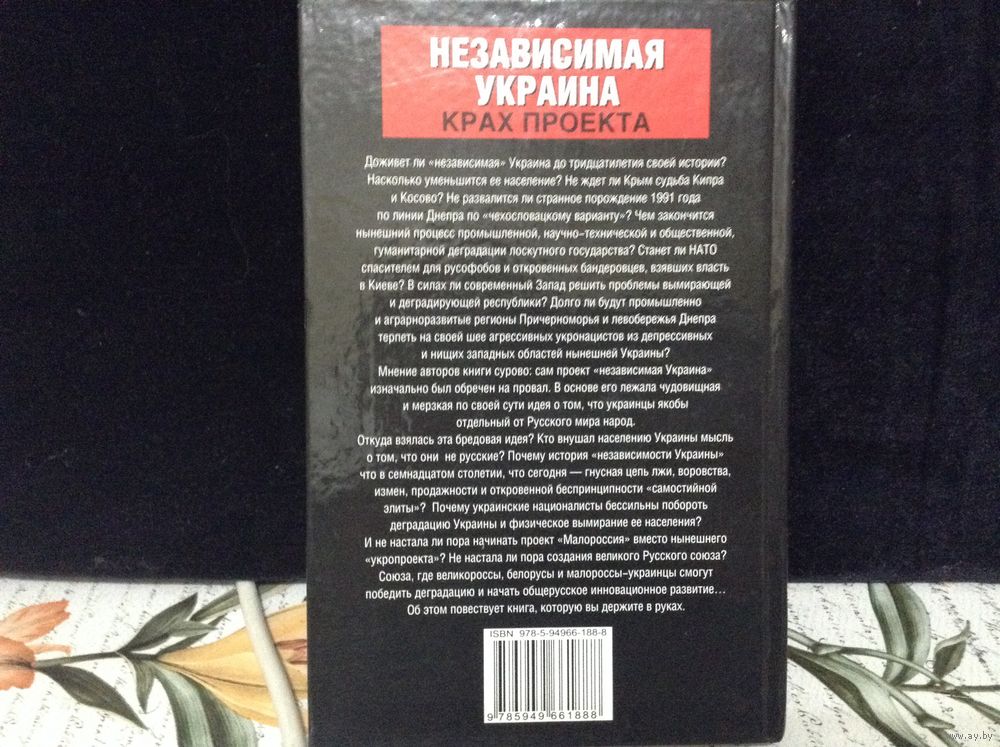 НЕЗАВИСИМАЯ
УКРАИНА
КРАХ ПРОЕКТА
Доживет ли «независимая» Украина до тридцатилетия своей истории?
Насколько уменьшится ее население? Не ждет ли Крым судьба Кипра
и Косово? Не развалится ли странное порождение 1991 года
по линии Днепра по «чехословацкому варианту»? Чем закончится
нынешний процесс промышленной, научно-технической и общественной,
гуманитарной деградации лоскутного государства? Станет ли НАТО
спасителем для русофобов и откровенных бандеровцев, взявших власть
в Киеве? В силах ли современный Запад решить проблемы вымирающей
и деградирующей республики? Долго ли будут промышленно
и аграрноразвитые регионы Причерноморья и левобережья Днепра
терпеть на своей шее агрессивных укронацистов из депрессивных
и нищих западных областей нынешней Украины?
Мнение авторов книги сурово: сам проект «независимая Украина»
изначально был обречен на провал. В основе его лежала чудовищная
и мерзкая по своей сути идея о том, что украинцы якобы
отдельный от Русского мира народ.
Откуда взялась эта бредовая идея? Кто внушал населению Украины мысль
о том, что они не русские? Почему история «независимости Украины»
что в семнадцатом столетии, что сегодня — гнусная цепь лжи, воровства,
измен, продажности и откровенной беспринципности «самостийной
элиты»? Почему украинские националисты бессильны побороть
деградацию Украины и физическое вымирание ее населения?
И не настала ли пора начинать проект «Малороссия» вместо нынешнего
«укропроекта»? Не настала ли пора создания великого Русского союза?
Союза, где великороссы, белорусы и малороссы-украинцы смогут
победить деградацию и начать общерусское инновационное развитие...
Об этом повествует книга, которую вы держите в руках.
ISBN 978-5-94966-188-8
9 785949 661888
www.ay.by